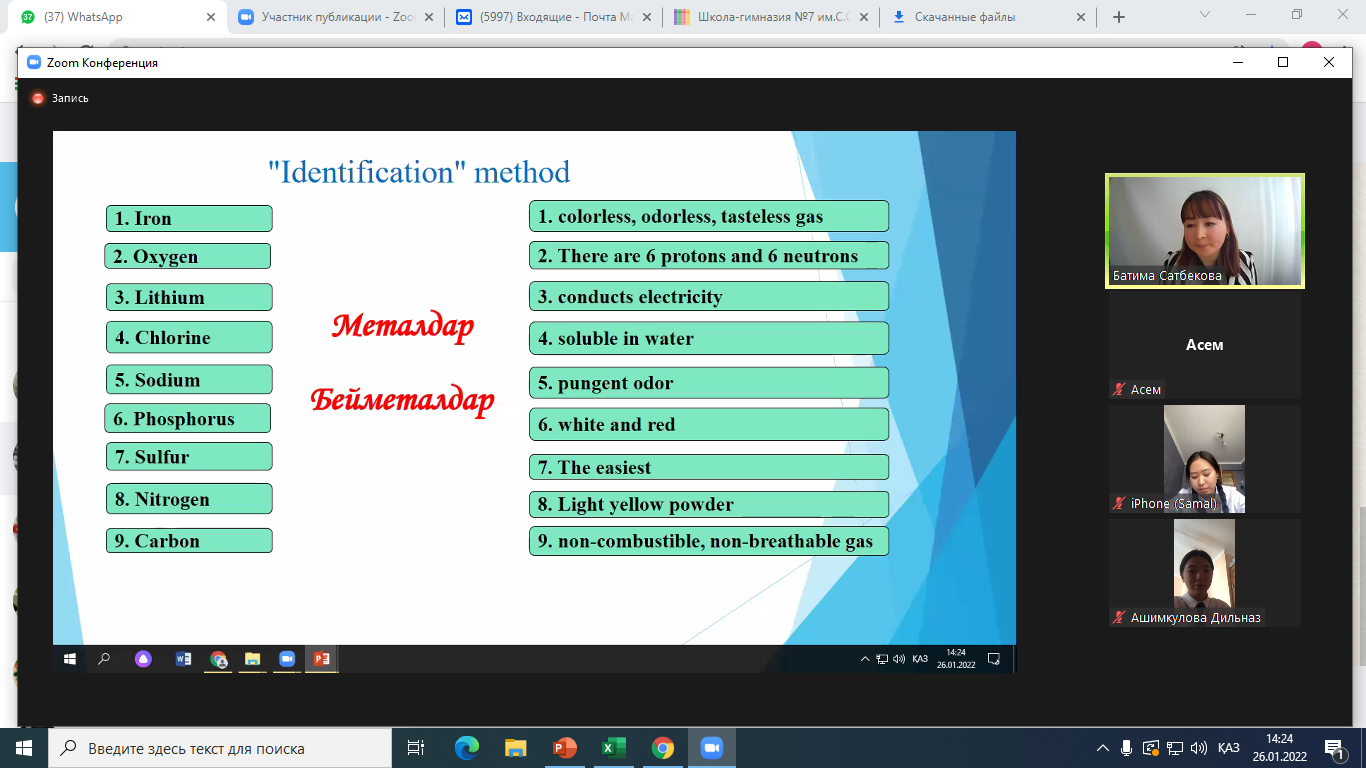 (37) WhatsApp
Участник публикации - Zoo
(5997) Входящие - Почта Ma
Школа-гимназия №7 им.С.С
Скачанные файлы
Zoom Конференция
Запись
"Identification" method
1. Iron
2. Oxygen
3. Lithium
4. Chlorine
5. Sodium
6. Phosphorus
7. Sulfur
8. Nitrogen
9. Carbon
Металдар
Бейметалдар
1. colorless, odorless, tasteless gas
2. There are 6 protons and 6 neutrons
3. conducts electricity
4. soluble in water
5. pungent odor
6. white and red
7. The easiest
8. Light yellow powder
9. non-combustible, non-breathable gas
Батима Сатбекова
Асем
Асем
iPhone (Samal)
Ашимкулова Дильназ
ҚАЗ
14:24
26.01.2022
Введите здесь текст для поиска
ҚАЗ
14:24
26.01.2022
1